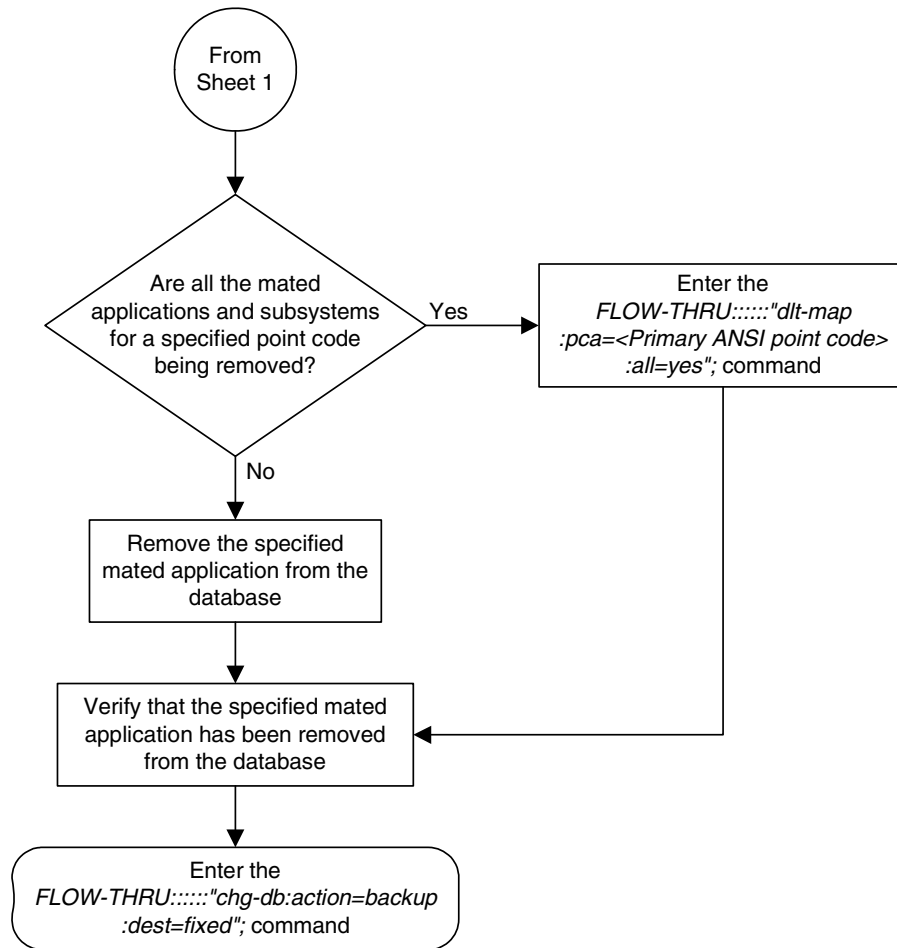 From
Sheet 1
Are all the mated
applications and subsystems
for a specified point code
being removed?
Yes
Enter the
FLOW-THRU::::::"dlt-map
:pca=<Primary ANSI point code>
:all=yes"; command
No
Remove the specified
mated application from the
database
Verify that the specified mated
application has been removed
from the database
Enter the
FLOW-THRU::::::"chg-db:action=backup
:dest=fixed"; command